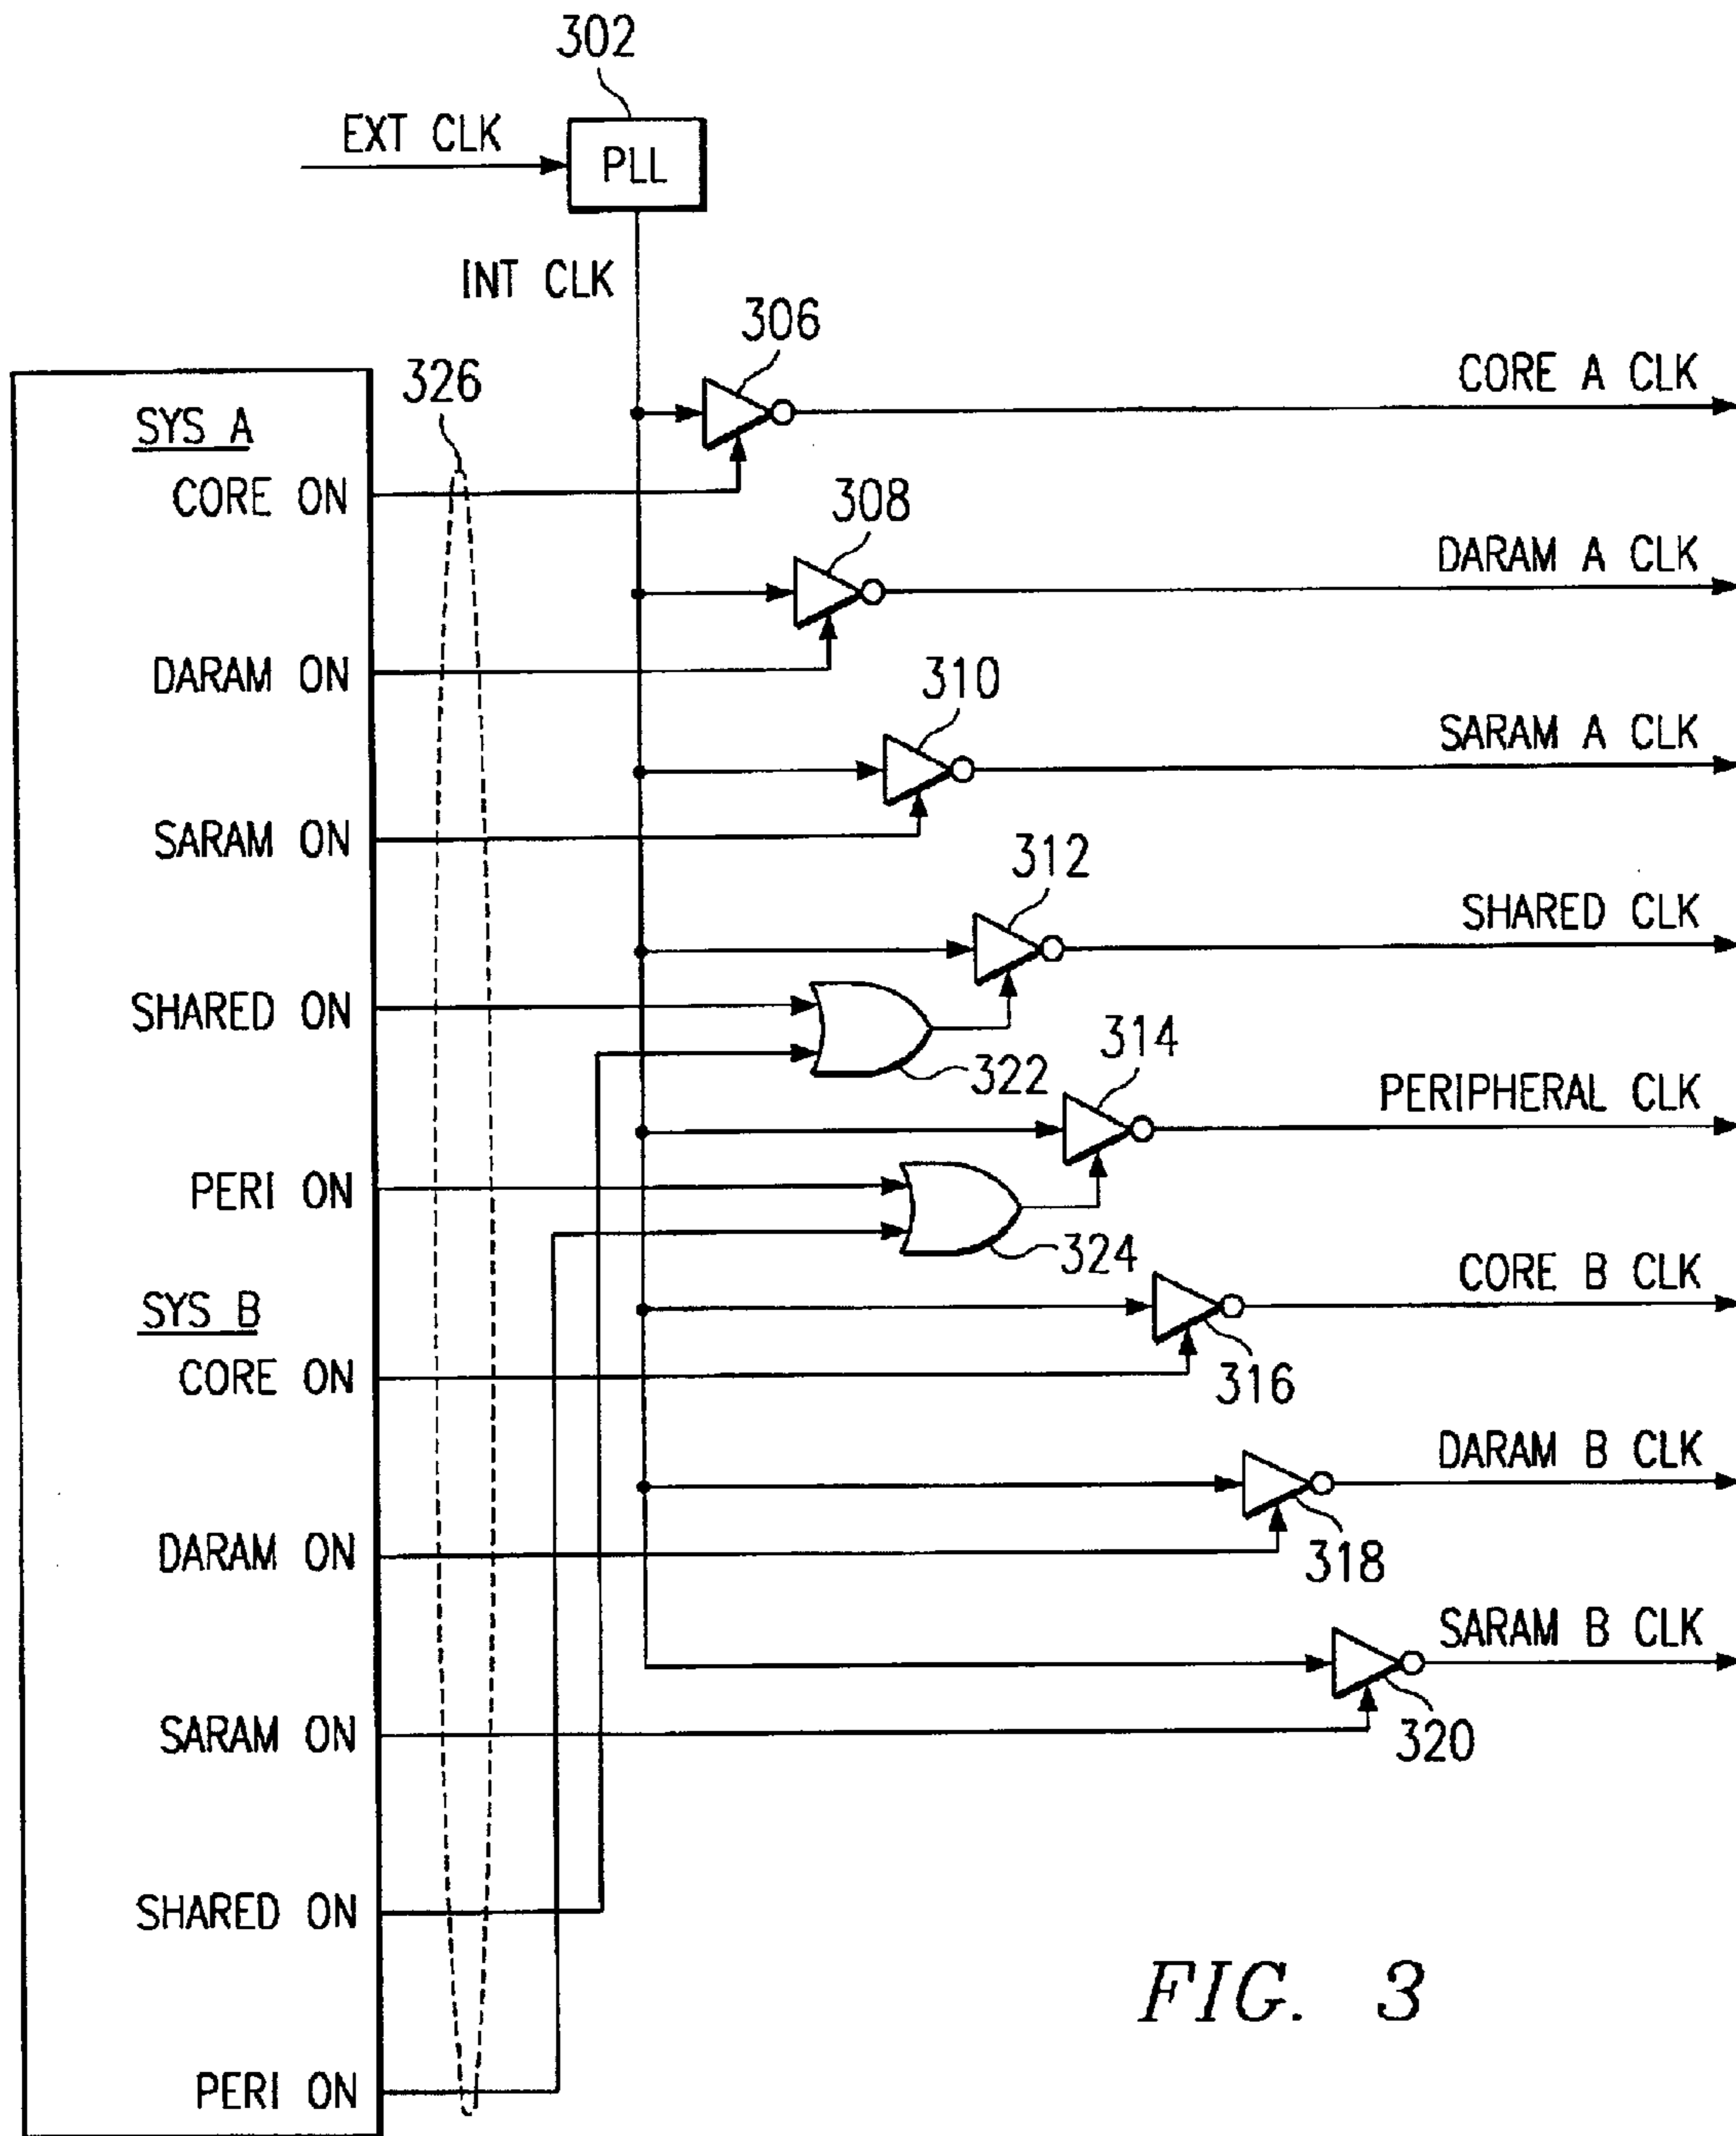 302
EXT CLK
PLL
INT CLK
306
CORE A CLK
326
SYS A
CORE ON
308
DARAM A CLK
DARAM ON
310
SARAM A CLK
SARAM ON
312
SHARED CLK
SHARED ON
322
314
PERIPHERAL CLK
PERI ON
324
CORE B CLK
SYS B
CORE ON
316
DARAM B CLK
DARAM ON
318
SARAM B CLK
SARAM ON
320
SHARED ON
FIG. 3
PERI ON